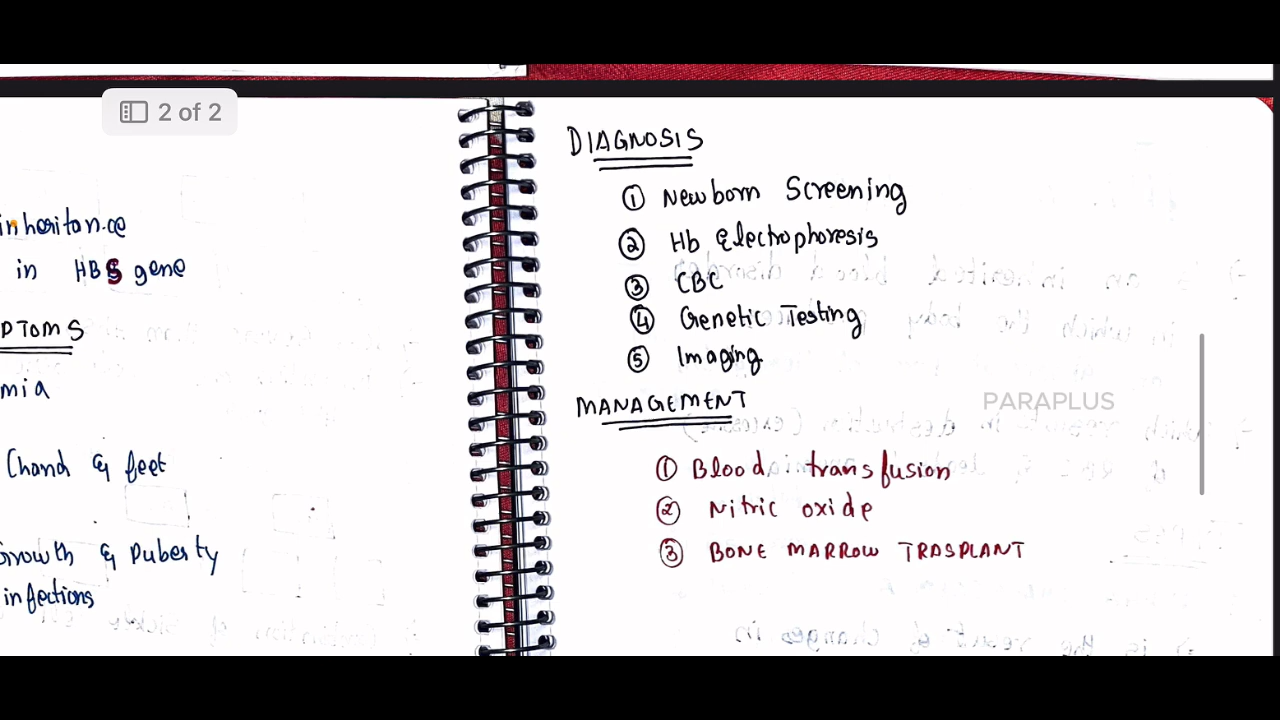 2 of 2
inheritance
in HBS gene
PTOMS
mia
(hand & feet
Growth & Puberty
infections
DIAGNOSIS
① Newborn Screening
② Hb Electrophoresis
③ CBC
④ Genetic Testing
⑤ Imaging
MANAGEMENT
PARAPLUS
① Blood transfusion
② Nitric oxide
③ BONE MARROW TRASPLANT